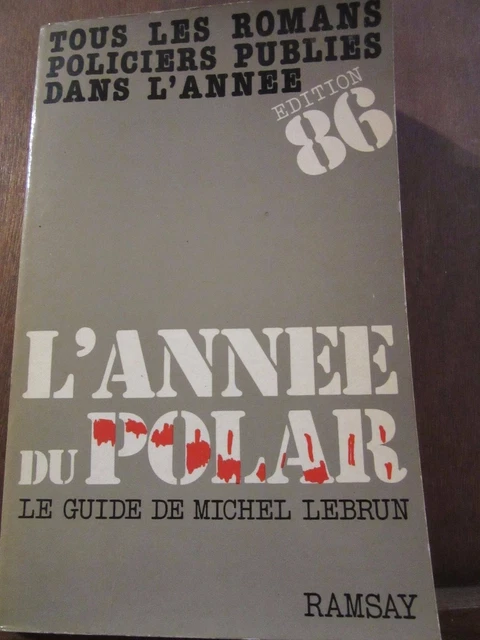 TOUS LES ROMANS
POLICIERS PUBLIES
DANS L'ANNEE
EDITION
86
L'ANNEE
DU POLAR
LE GUIDE DE MICHEL LEBRUN
RAMSAY